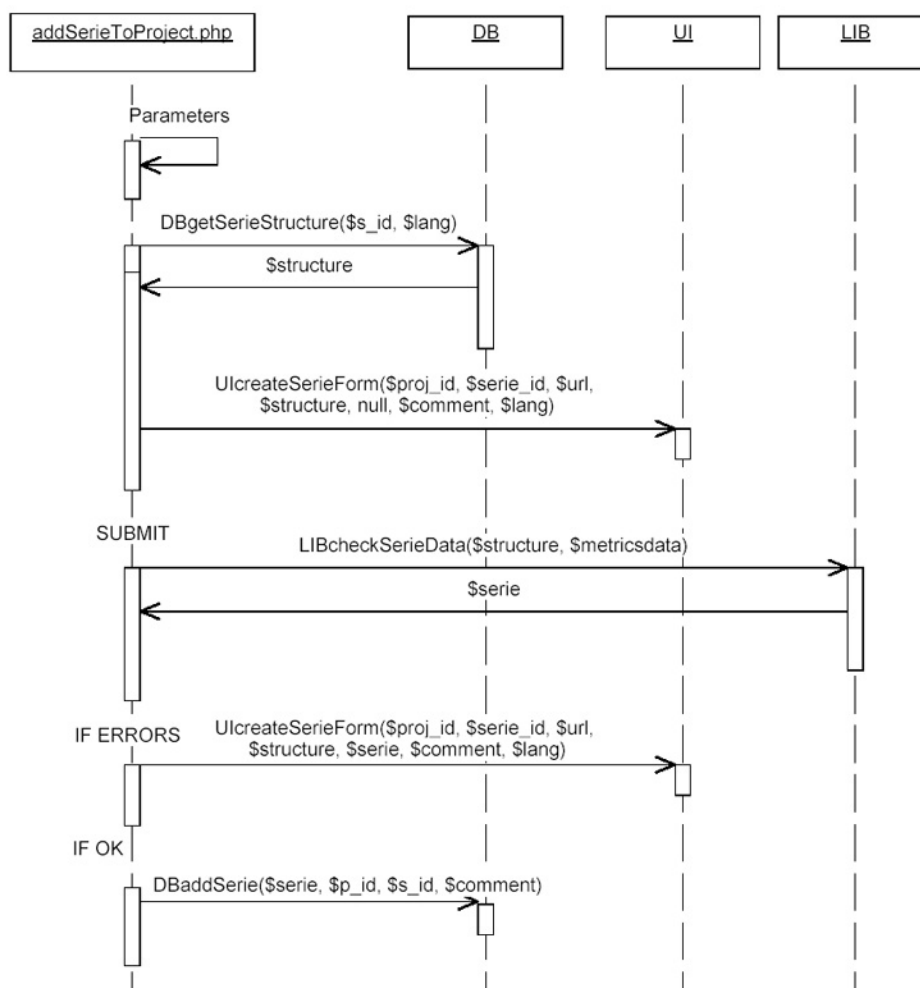 addSerieToProject.php
DB
UI
LIB
Parameters
DBgetSerieStructure($s_id, $lang)
$structure
UIcreateSerieForm($proj_id, $serie_id, $url,
$structure, null, $comment, $lang)
SUBMIT
LIBcheckSerieData($structure, $metricsdata)
$serie
IF ERRORS
UIcreateSerieForm($proj_id, $serie_id, $url,
$structure, $serie, $comment, $lang)
IF OK
DBaddSerie($serie, $p_id, $s_id, $comment)